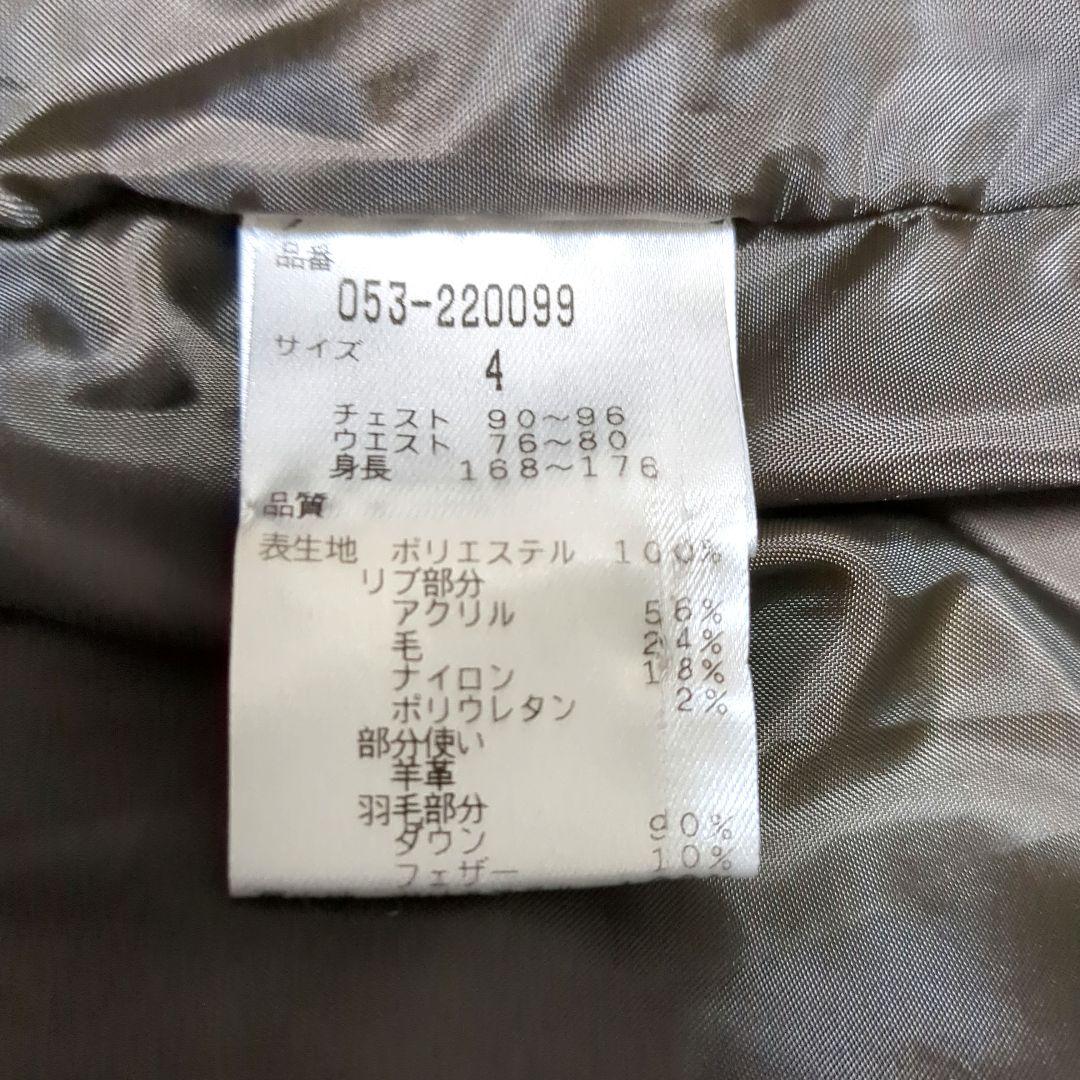 品番
053-220099
サイズ
4
チェスト 90～96
ウエスト 76～80
身長 168～176
品質
表生地 ポリエステル 100%
リブ部分
アクリル 56%
毛 24%
ナイロン 18%
ポリウレタン 2%
部分使い
羊革
羽毛部分
ダウン 90%
フェザー 10%